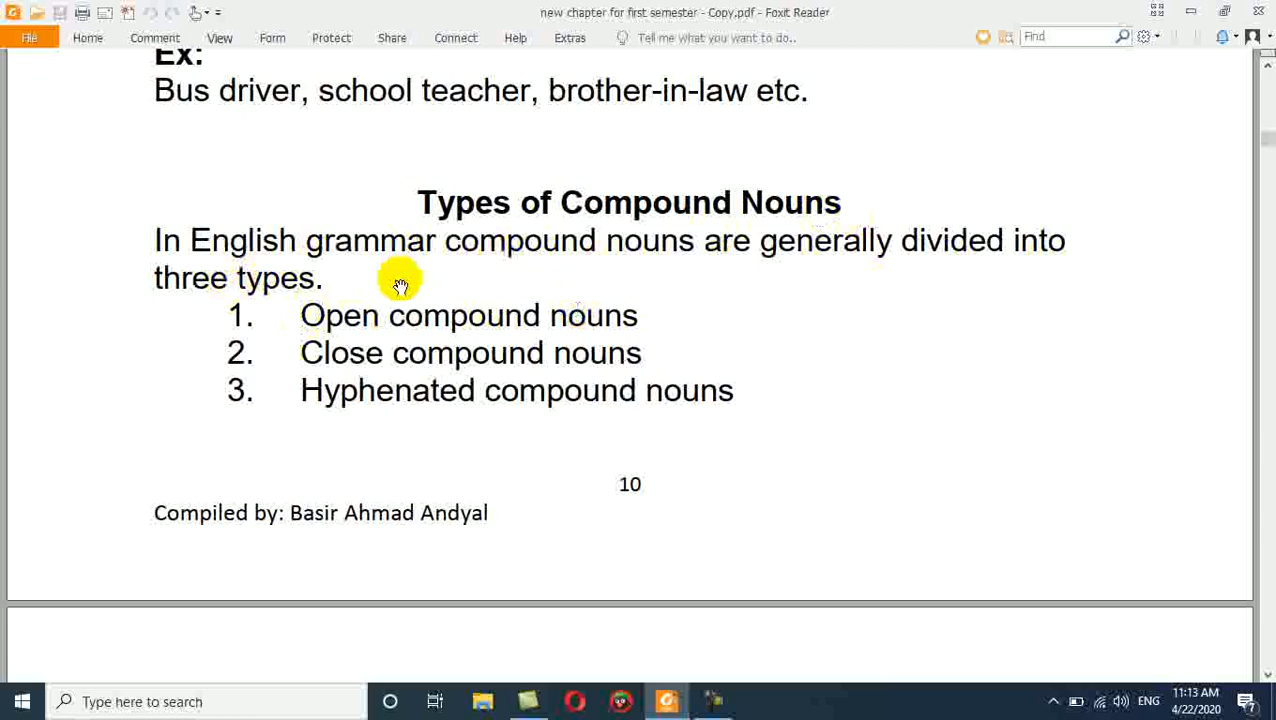 new chapter for first semester - Copy.pdf - Foxit Reader
File Home Comment View Form Protect Share Connect Help Extras Tell me what you want to do.. Find
Ex:
Bus driver, school teacher, brother-in-law etc.
Types of Compound Nouns
In English grammar compound nouns are generally divided into
three types.
1. Open compound nouns
2. Close compound nouns
3. Hyphenated compound nouns
10
Compiled by: Basir Ahmad Andyal
Type here to search
ENG
11:13 AM
4/22/2020
7